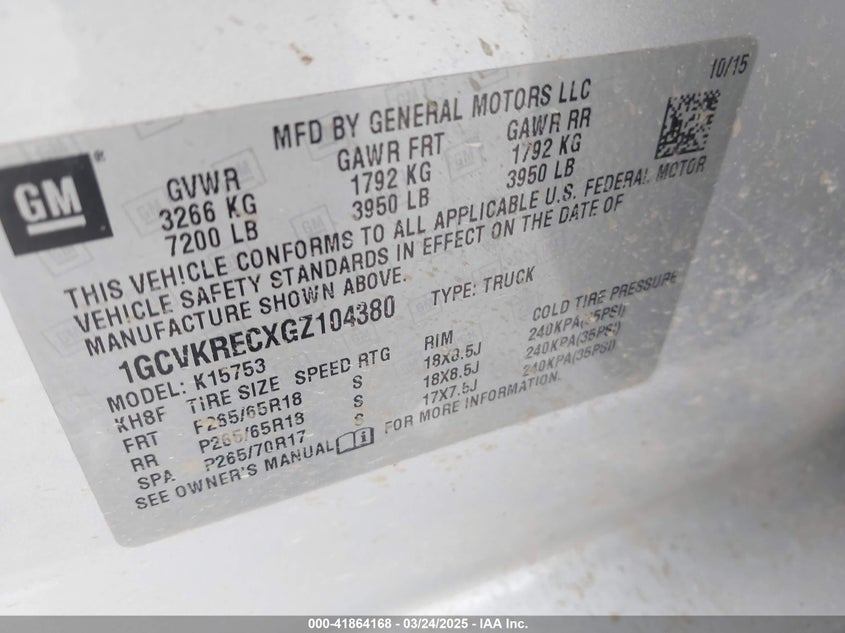 10/15
MFD BY GENERAL MOTORS LLC
GM
®
GVWR GAWR FRT GAWR RR
3266 KG 1792 KG 1792 KG
7200 LB 3950 LB 3950 LB
THIS VEHICLE CONFORMS TO ALL APPLICABLE U.S. FEDERAL MOTOR
VEHICLE SAFETY STANDARDS IN EFFECT ON THE DATE OF
MANUFACTURE SHOWN ABOVE.
1GCVKRECXGZ104380 TYPE: TRUCK
MODEL: K15753
KH8F TIRE SIZE SPEED RTG RIM COLD TIRE PRESSURE
FRT P265/65R18 S 18X8.5J 240KPA(35PSI)
RR P265/65R18 S 18X8.5J 240KPA(35PSI)
SPA P265/70R17 S 17X7.5J 240KPA(35PSI)
SEE OWNER'S MANUAL FOR MORE INFORMATION.
000-41864168 — 03/24/2025 — IAA Inc.